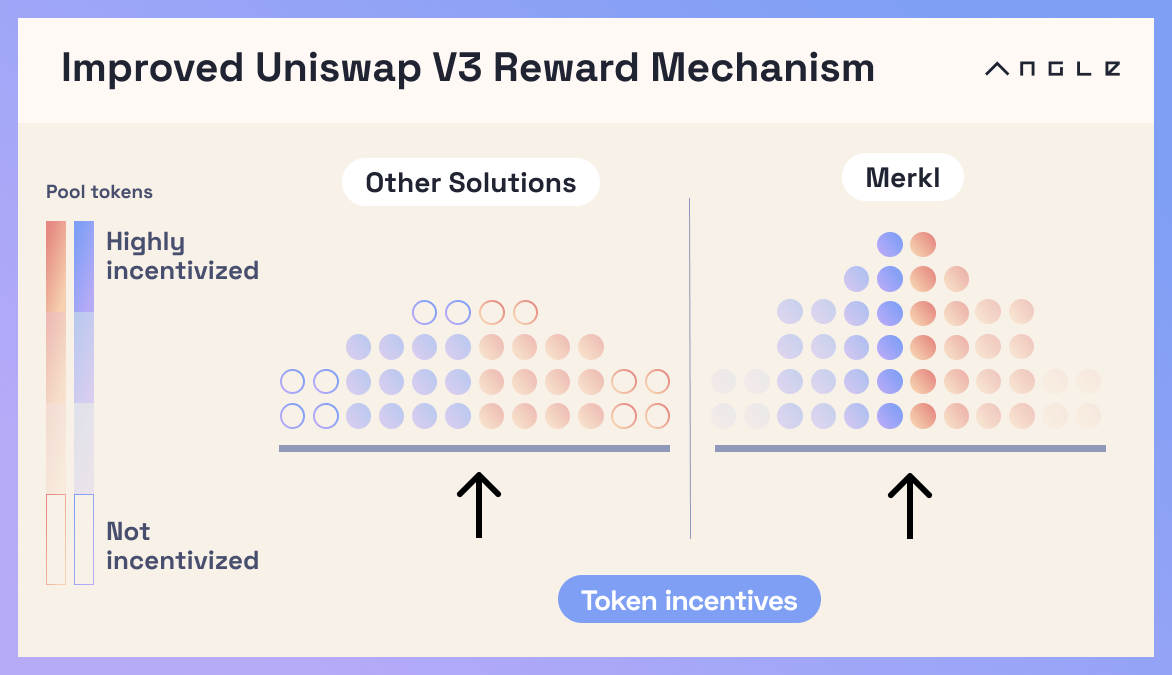 Improved Uniswap V3 Reward Mechanism
ANGLE
Pool tokens
Highly
incentivized
Not
incentivized
Other Solutions
Merkl
Token incentives